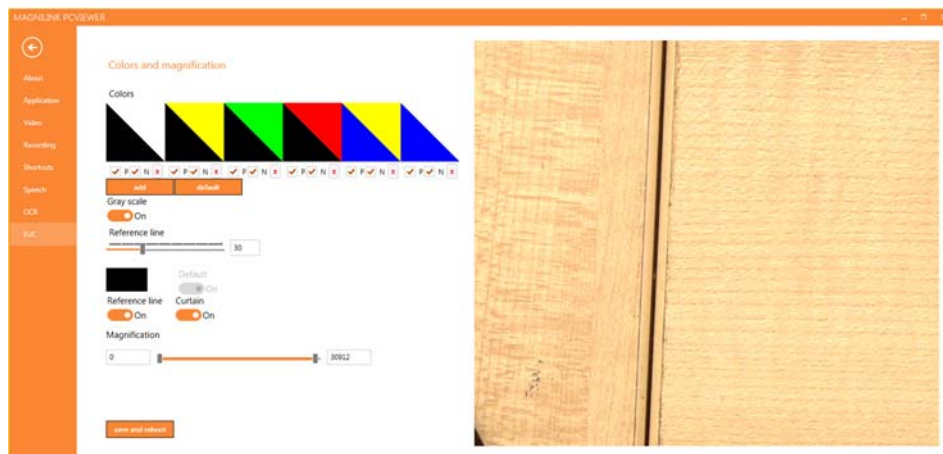 MAGNILINK PCVIEWER
About
Application
Video
Recording
Shortcuts
Speech
OCR
SUC
Colors and magnification
Colors
P N x P N x P N x P N x P N x P N x
add default
Gray scale
On
Reference line
30
Default
On
Reference line Curtain
On On
Magnification
0 30912
save and reboot